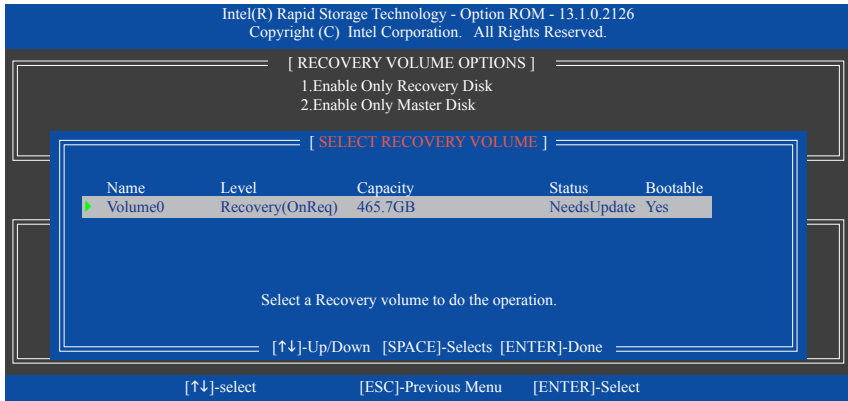 Intel(R) Rapid Storage Technology - Option ROM - 13.1.0.2126
Copyright (C) Intel Corporation. All Rights Reserved.
[ RECOVERY VOLUME OPTIONS ]
1.Enable Only Recovery Disk
2.Enable Only Master Disk
[ SELECT RECOVERY VOLUME ]
Name Level Capacity Status Bootable
Volume0 Recovery(OnReq) 465.7GB NeedsUpdate Yes
Select a Recovery volume to do the operation.
[↑↓]-Up/Down [SPACE]-Selects [ENTER]-Done
[↑↓]-select [ESC]-Previous Menu [ENTER]-Select